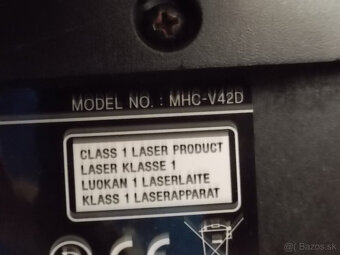 MODEL NO. : MHC-V42D
CLASS 1 LASER PRODUCT
LASER KLASSE 1
LUOKAN 1 LASERLAITE
KLASS 1 LASERAPPARAT
CE
Bazos.sk